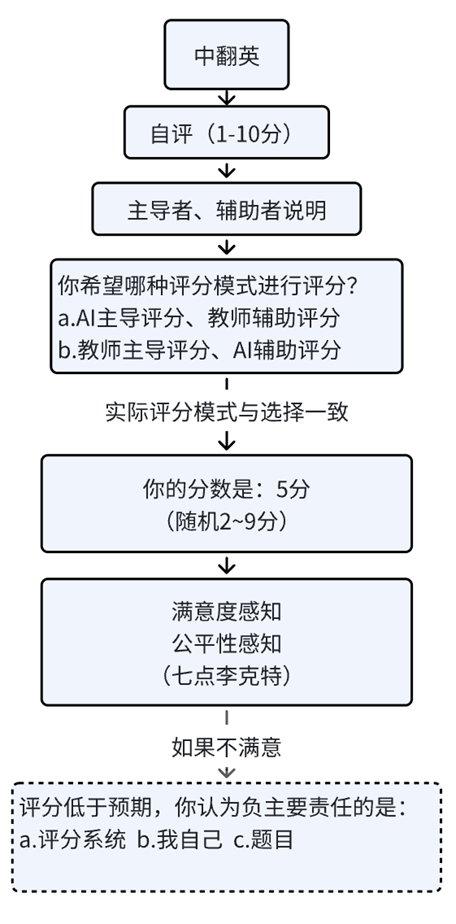 中翻英
自评（1-10分）
主导者、辅助者说明
你希望哪种评分模式进行评分？
a.AI主导评分、教师辅助评分
b.教师主导评分、AI辅助评分
实际评分模式与选择一致
你的分数是：5分
（随机2~9分）
满意度感知
公平性感知
（七点李克特）
如果不满意
评分低于预期，你认为负主要责任的是：
a.评分系统 b.我自己 c.题目